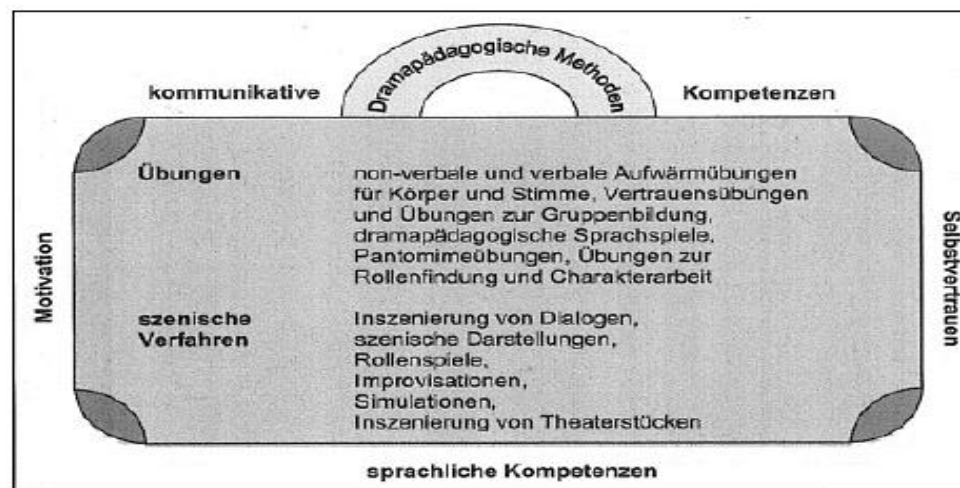 Dramapädagogische Methoden
kommunikative Kompetenzen
Motivation
Übungen non-verbale und verbale Aufwärmübungen
für Körper und Stimme, Vertrauensübungen
und Übungen zur Gruppenbildung,
dramapädagogische Sprachspiele,
Pantomimeübungen, Übungen zur
Rollenfindung und Charakterarbeit
szenische Inszenierung von Dialogen,
Verfahren szenische Darstellungen,
Rollenspiele,
Improvisationen,
Simulationen,
Inszenierung von Theaterstücken
Selbstvertrauen
sprachliche Kompetenzen